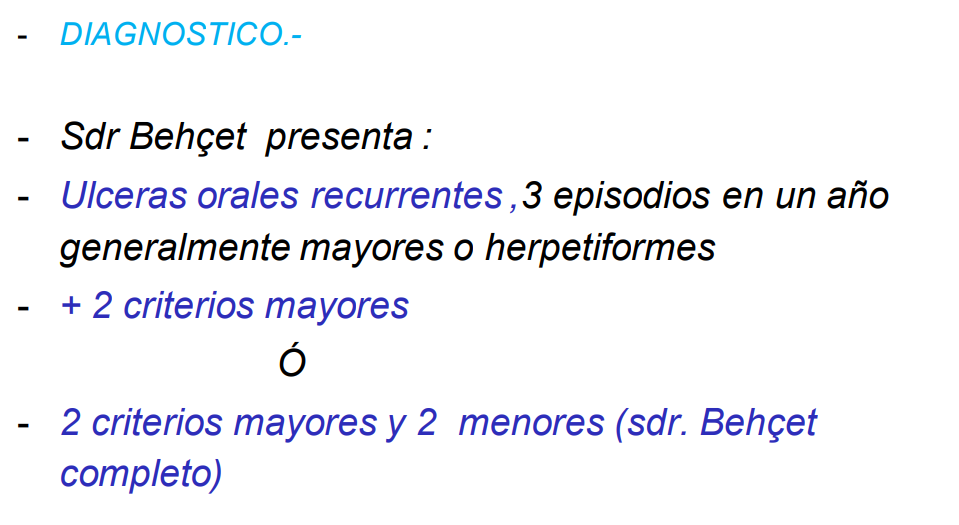 - DIAGNOSTICO.-
- Sdr Behçet presenta :
- Ulceras orales recurrentes ,3 episodios en un año
generalmente mayores o herpetiformes
- + 2 criterios mayores
Ó
- 2 criterios mayores y 2 menores (sdr. Behçet
completo)